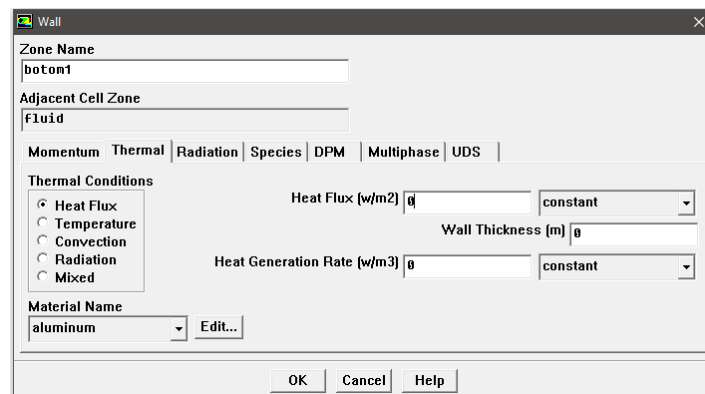 Wall
Zone Name
botom1
Adjacent Cell Zone
fluid
Momentum Thermal Radiation Species DPM Multiphase UDS
Thermal Conditions
Heat Flux
Temperature
Convection
Radiation
Mixed
Heat Flux (w/m2) 0 constant
Wall Thickness (m) 0
Heat Generation Rate (w/m3) 0 constant
Material Name
aluminum Edit...
OK Cancel Help